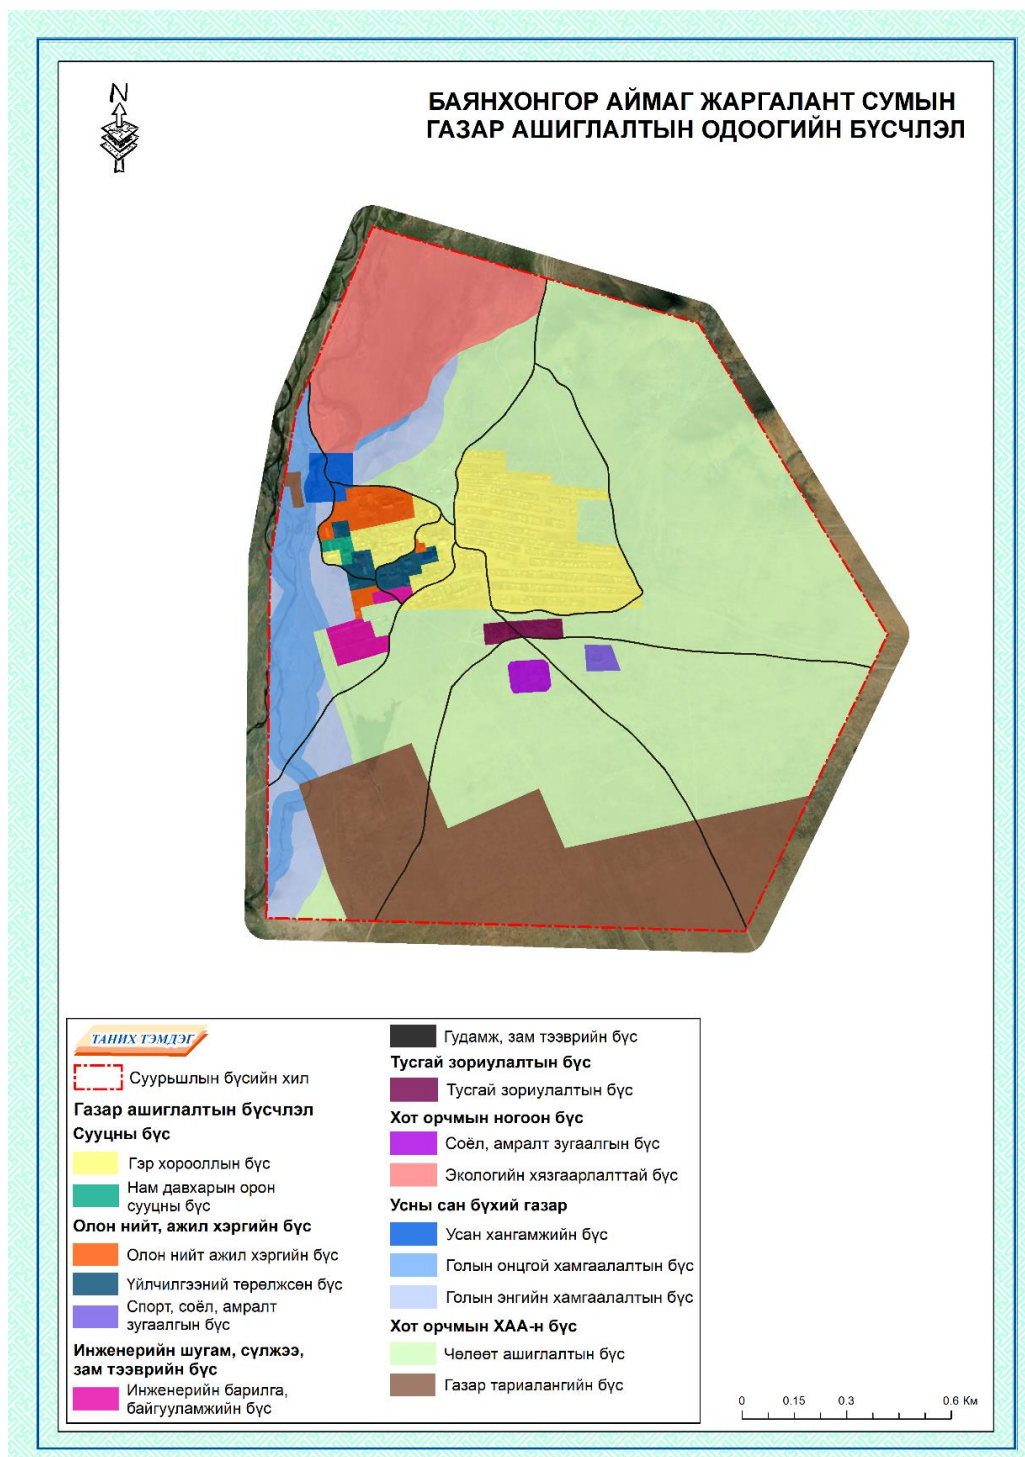 N
БАЯНХОНГОР АЙМАГ ЖАРГАЛАНТ СУМЫН
ГАЗАР АШИГЛАЛТЫН ОДООГИЙН БҮСЧЛЭЛ
ТАНИХ ТЭМДЭГ
Суурьшлын бүсийн хил
Газар ашиглалтын бүсчлэл
Сууцны бүс
Гэр хорооллын бүс
Нам давхарын орон
сууцны бүс
Олон нийт, ажил хэргийн бүс
Олон нийт ажил хэргийн бүс
Үйлчилгээний төрөлжсөн бүс
Спорт, соёл, амралт
зугаалгын бүс
Инженерийн шугам, сүлжээ,
зам тээврийн бүс
Инженерийн барилга,
байгууламжийн бүс
Гудамж, зам тээврийн бүс
Тусгай зориулалтын бүс
Тусгай зориулалтын бүс
Хот орчмын ногоон бүс
Соёл, амралт зугаалгын бүс
Экологийн хязгаарлалттай бүс
Усны сан бүхий газар
Усан хангамжийн бүс
Голын онцгой хамгаалалтын бүс
Голын энгийн хамгаалалтын бүс
Хот орчмын ХАА-н бүс
Чөлөөт ашиглалтын бүс
Газар тариалангийн бүс
0 0.15 0.3 0.6 Км